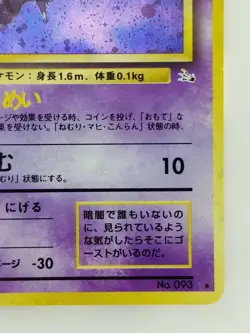 ケモン：身長1.6m、体重0.1kg
めい
ージや効果を受ける時、コインを投げ、「おもて」な
果を受けない。「ねむり・マヒ・こんらん」状態の時、
む
10
むり」状態にする。
にげる
ージ -30
暗闇で誰もいないの
に、見られているよう
な気がしたらそこにゴ
ーストがいるのだ。
No. 093 ★